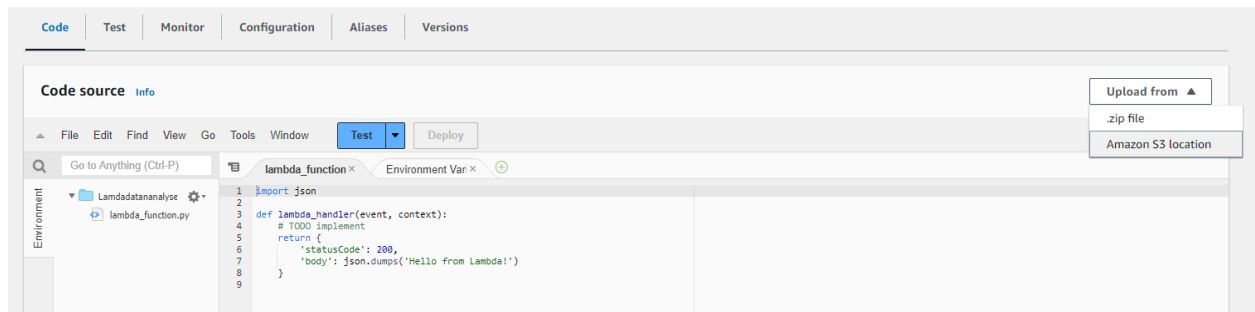 Code Test Monitor Configuration Aliases Versions
Code source Info
Upload from
.zip file
Amazon S3 location
File Edit Find View Go Tools Window Test Deploy
Go to Anything (Ctrl-P)
lambda_function × Environment Vari ×
Environment
Lamdadatananalyse
lambda_function.py
1 import json
2
3 def lambda_handler(event, context):
4 # TODO implement
5 return {
6 'statusCode': 200,
7 'body': json.dumps('Hello from Lambda!')
8 }
9